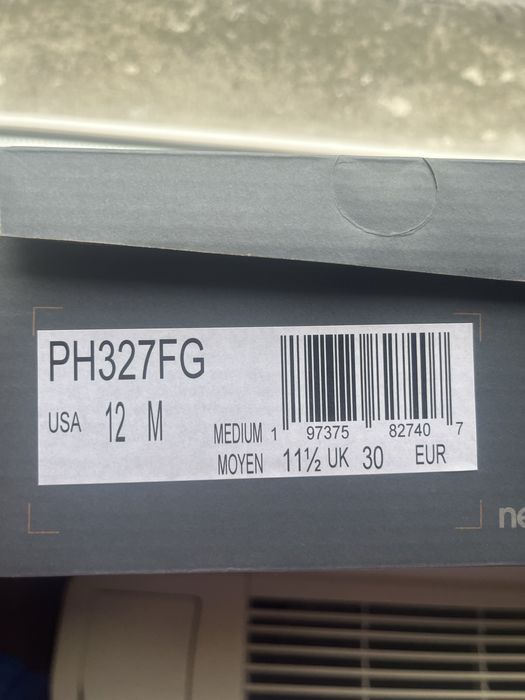 PH327FG
USA 12 M
MEDIUM 1 97375 82740 7
MOYEN 11½ UK 30 EUR
ne